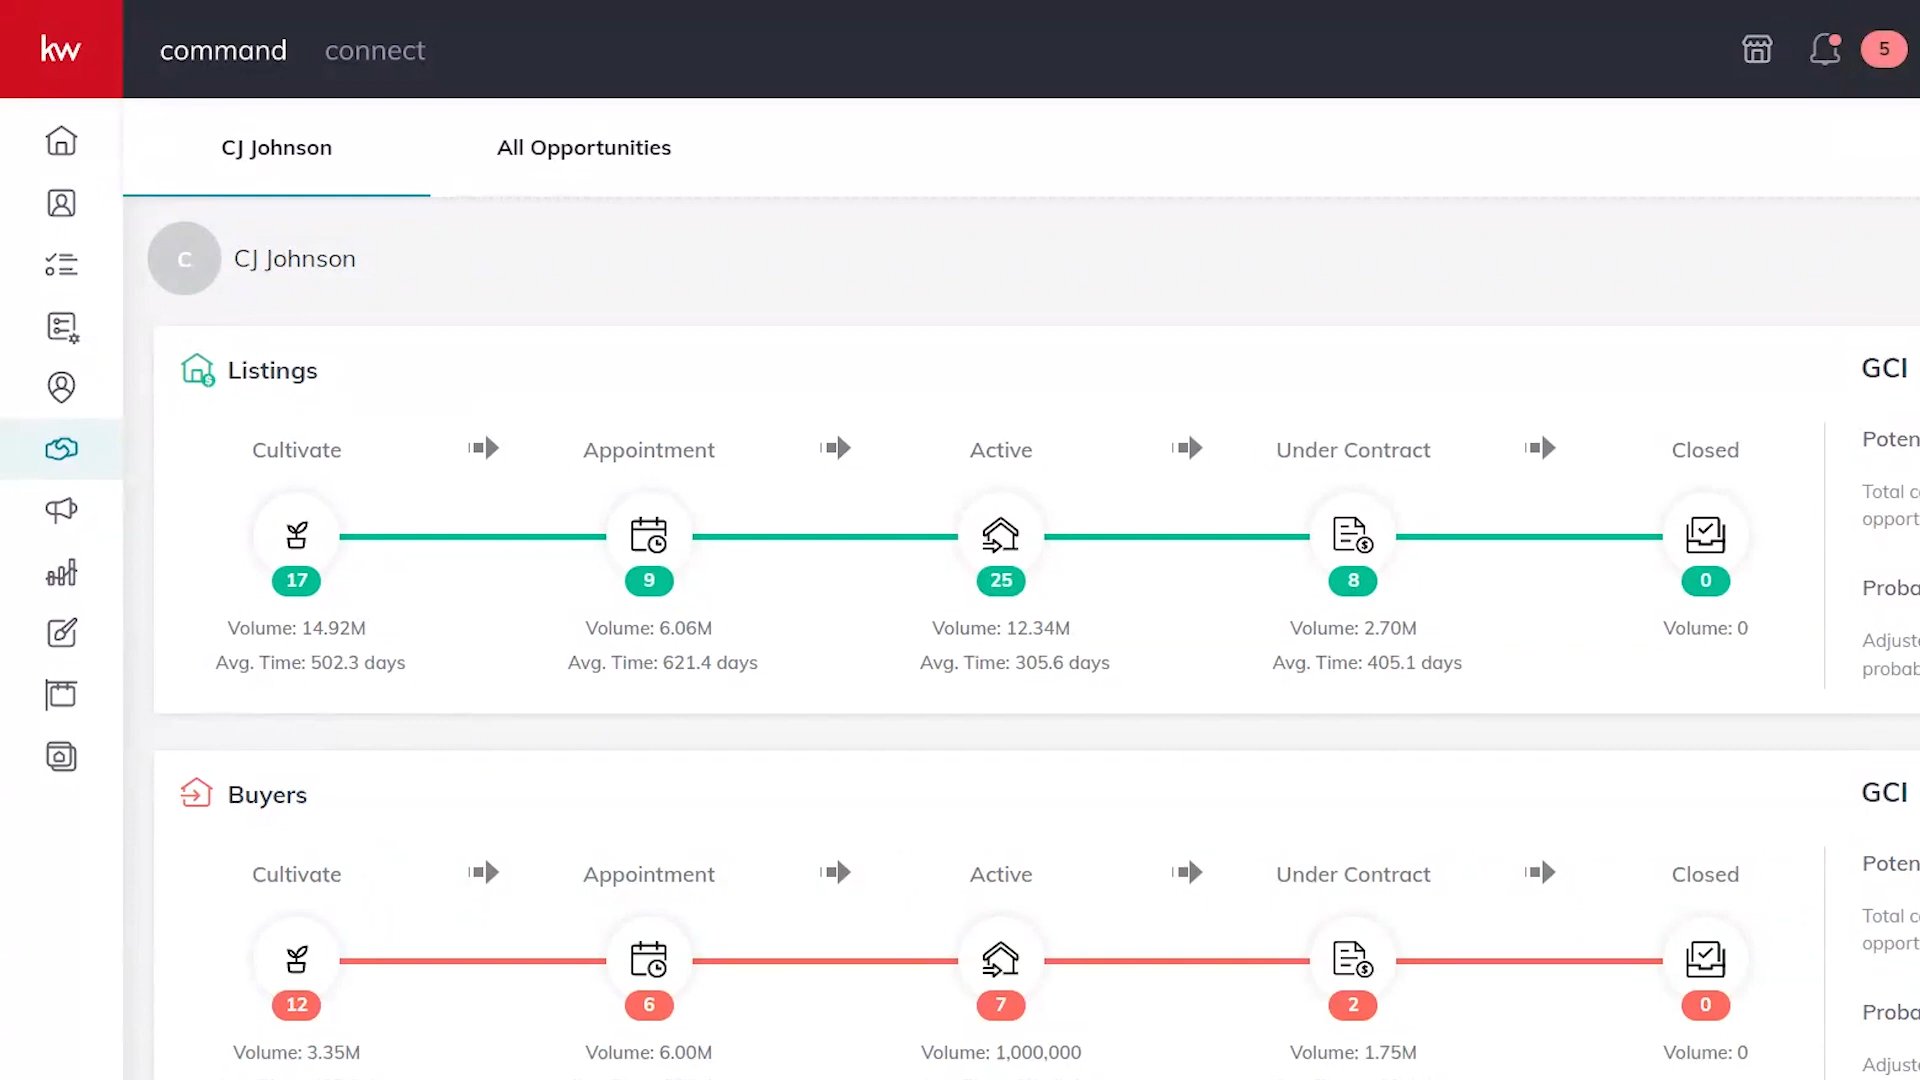 kw command connect 5
CJ Johnson All Opportunities
C CJ Johnson
Listings GCI
Cultivate Appointment Active Under Contract Closed
Poten
Total c
opport
17 9 25 8 0
Proba
Volume: 14.92M Volume: 6.06M Volume: 12.34M Volume: 2.70M Volume: 0
Adjust
Avg. Time: 502.3 days Avg. Time: 621.4 days Avg. Time: 305.6 days Avg. Time: 405.1 days
probab
Buyers GCI
Cultivate Appointment Active Under Contract Closed
Poten
Total c
opport
12 6 7 2 0
Proba
Volume: 3.35M Volume: 6.00M Volume: 1,000,000 Volume: 1.75M Volume: 0
Adjust